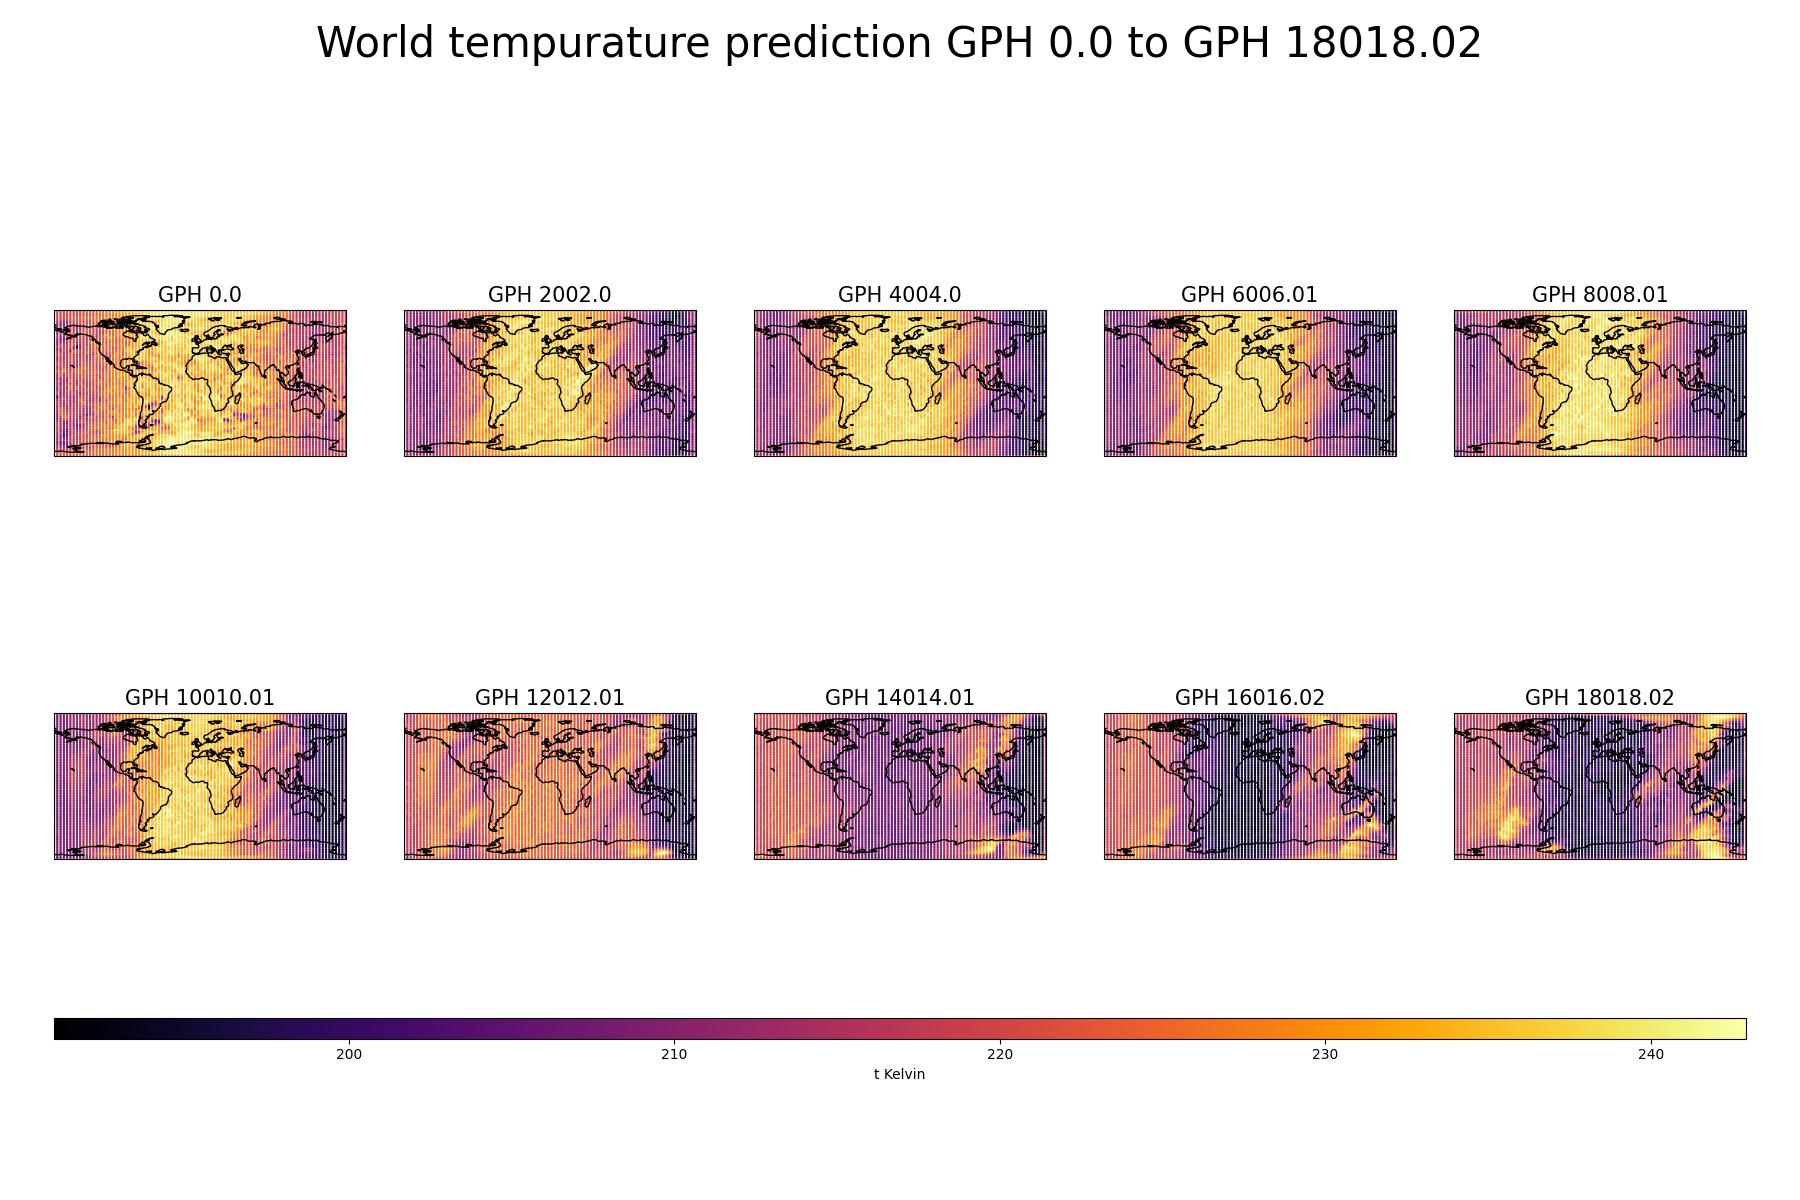 World tempurature prediction GPH 0.0 to GPH 18018.02
GPH 0.0
GPH 2002.0
GPH 4004.0
GPH 6006.01
GPH 8008.01
GPH 10010.01
GPH 12012.01
GPH 14014.01
GPH 16016.02
GPH 18018.02
200
210
220
230
240
t Kelvin